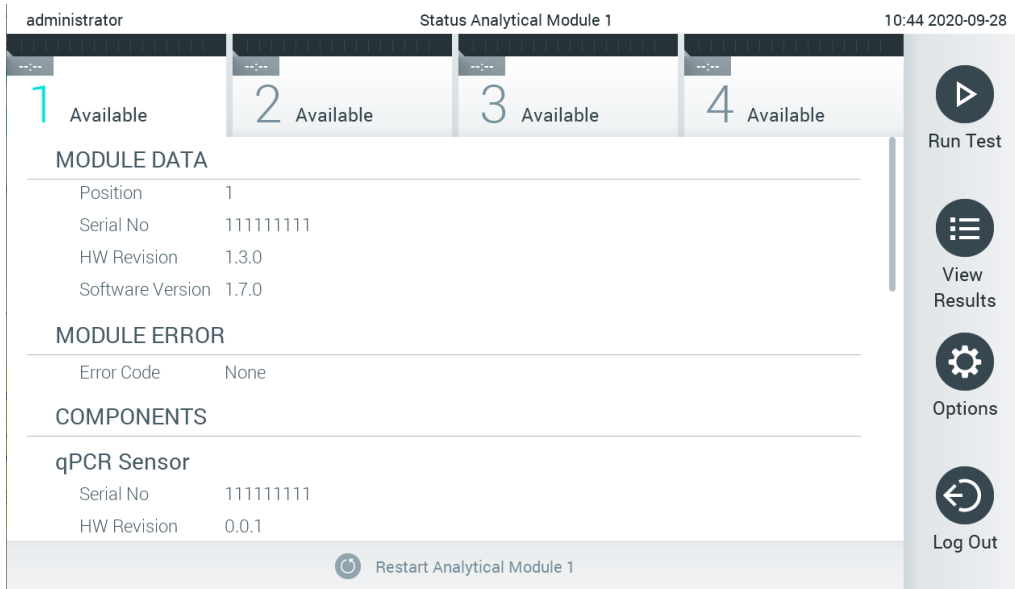 administrator Status Analytical Module 1 10:44 2020-09-28
--:-- --:-- --:-- --:--
1 Available 2 Available 3 Available 4 Available
Run Test
MODULE DATA
Position 1
Serial No 111111111
HW Revision 1.3.0
Software Version 1.7.0
View
Results
MODULE ERROR
Error Code None
Options
COMPONENTS
qPCR Sensor
Serial No 111111111
HW Revision 0.0.1
Log Out
Restart Analytical Module 1